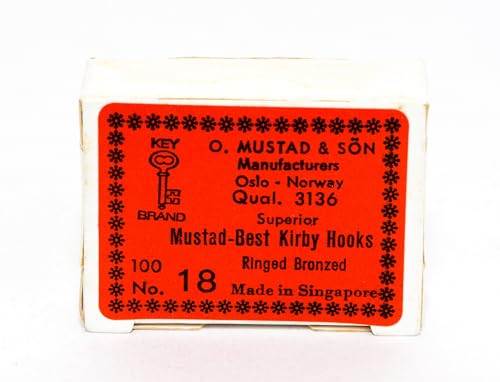 KEY
BRAND
O. MUSTAD & SÖN
Manufacturers
Oslo - Norway
Qual. 3136
Superior
Mustad-Best Kirby Hooks
100 Ringed Bronzed
No. 18 Made in Singapore